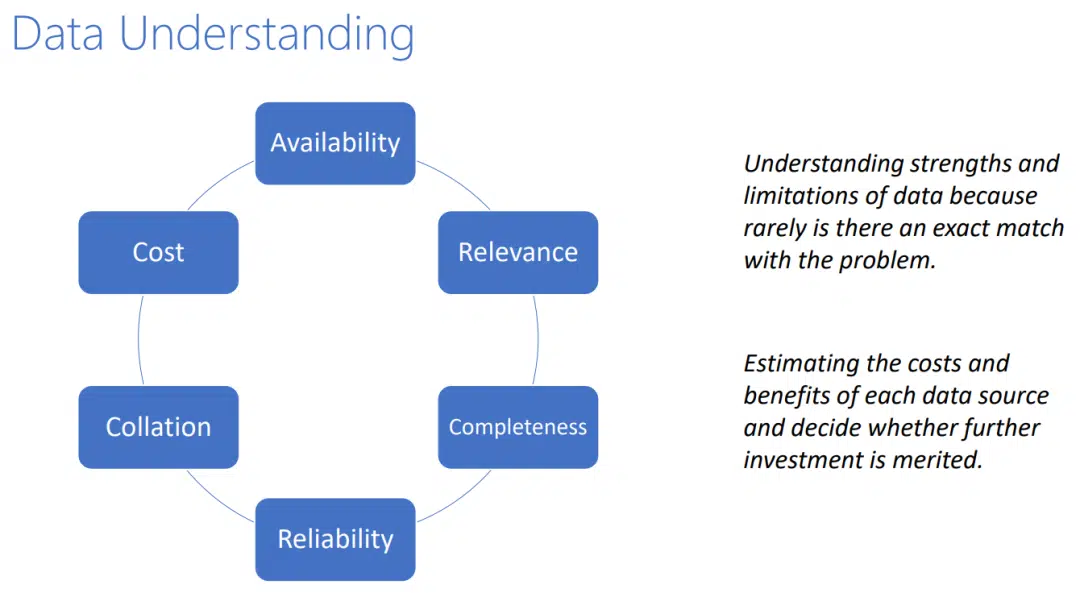 Data Understanding
Availability
Relevance
Completeness
Reliability
Collation
Cost
Understanding strengths and
limitations of data because
rarely is there an exact match
with the problem.
Estimating the costs and
benefits of each data source
and decide whether further
investment is merited.